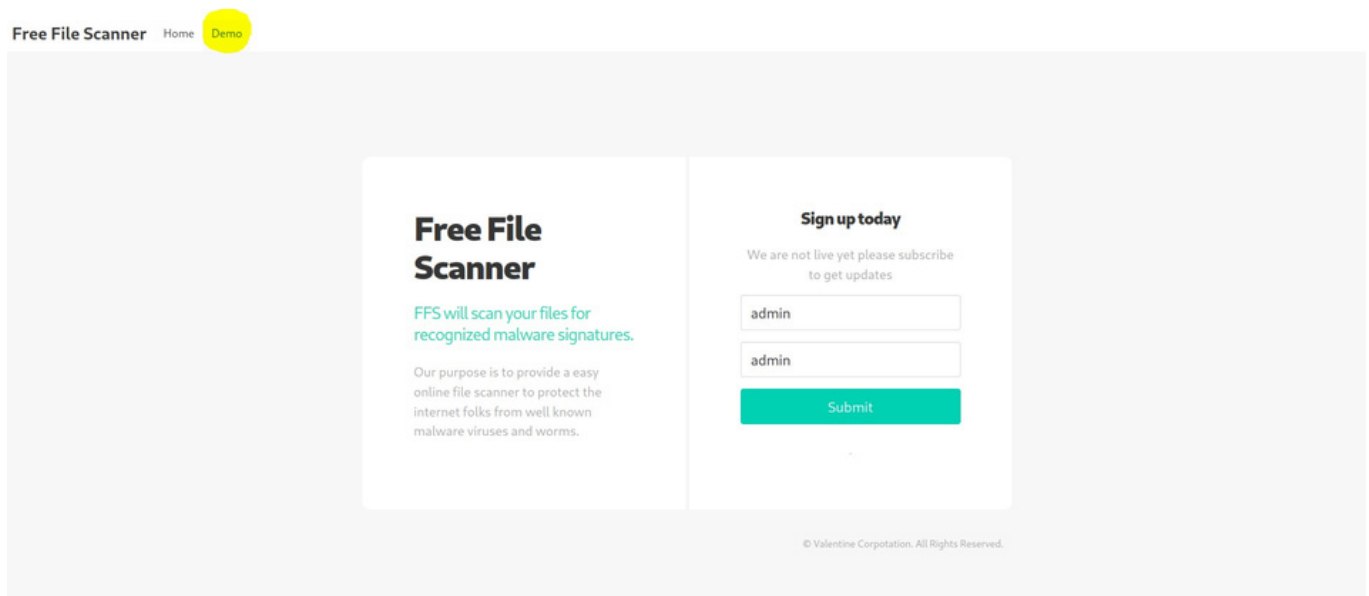 Free File Scanner Home Demo
Free File
Scanner
FFS will scan your files for
recognized malware signatures.
Our purpose is to provide a easy
online file scanner to protect the
internet folks from well known
malware viruses and worms.
Sign up today
We are not live yet please subscribe
to get updates
admin
admin
Submit
© Valentine Corpotation. All Rights Reserved.